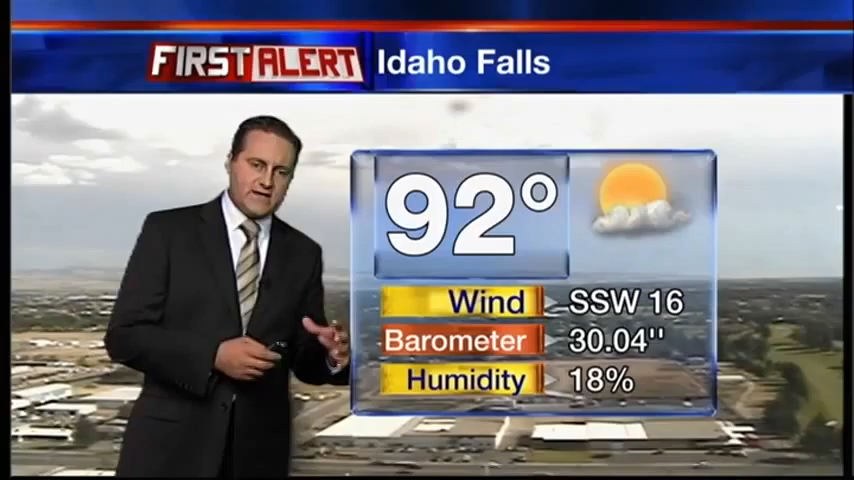 FIRST ALERT Idaho Falls
92°
Wind SSW 16
Barometer 30.04"
Humidity 18%